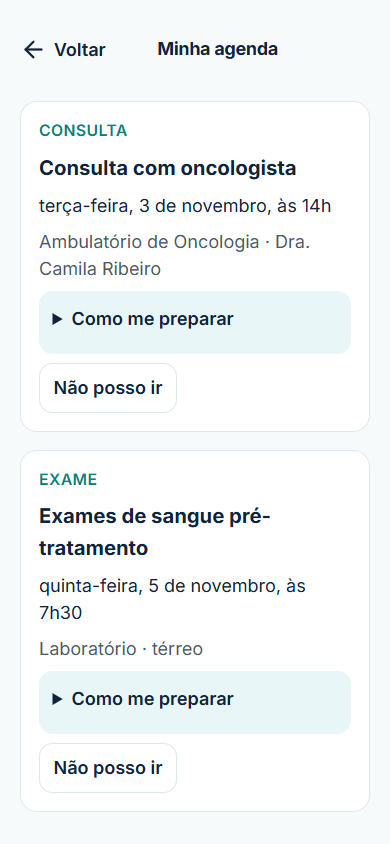 Voltar
Minha agenda
CONSULTA
Consulta com oncologista
terça-feira, 3 de novembro, às 14h
Ambulatório de Oncologia · Dra.
Camila Ribeiro
Como me preparar
Não posso ir
EXAME
Exames de sangue pré-
tratamento
quinta-feira, 5 de novembro, às
7h30
Laboratório · térreo
Como me preparar
Não posso ir